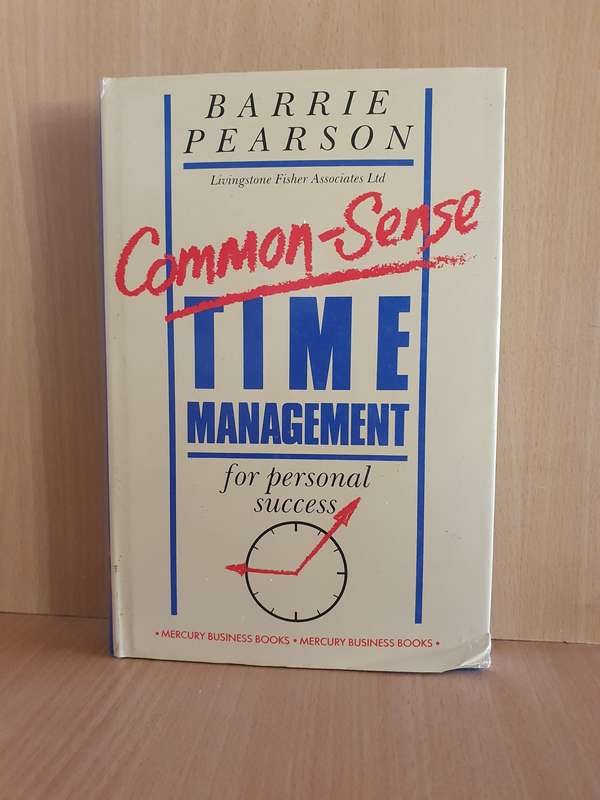 BARRIE
PEARSON
Livingstone Fisher Associates Ltd
Common-Sense
TIME
MANAGEMENT
for personal
success
• MERCURY BUSINESS BOOKS • MERCURY BUSINESS BOOKS •